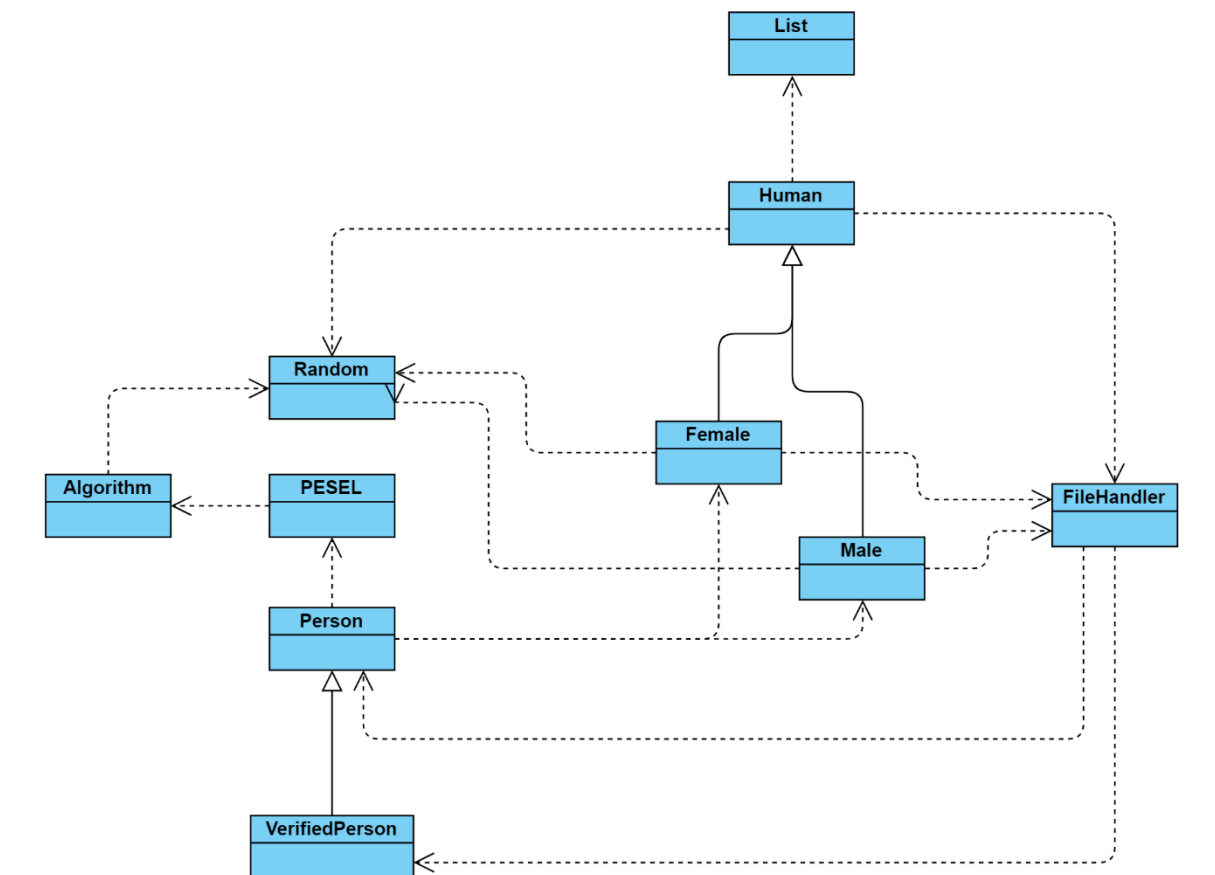 List
Human
Random
Female
Algorithm
PESEL
FileHandler
Male
Person
VerifiedPerson